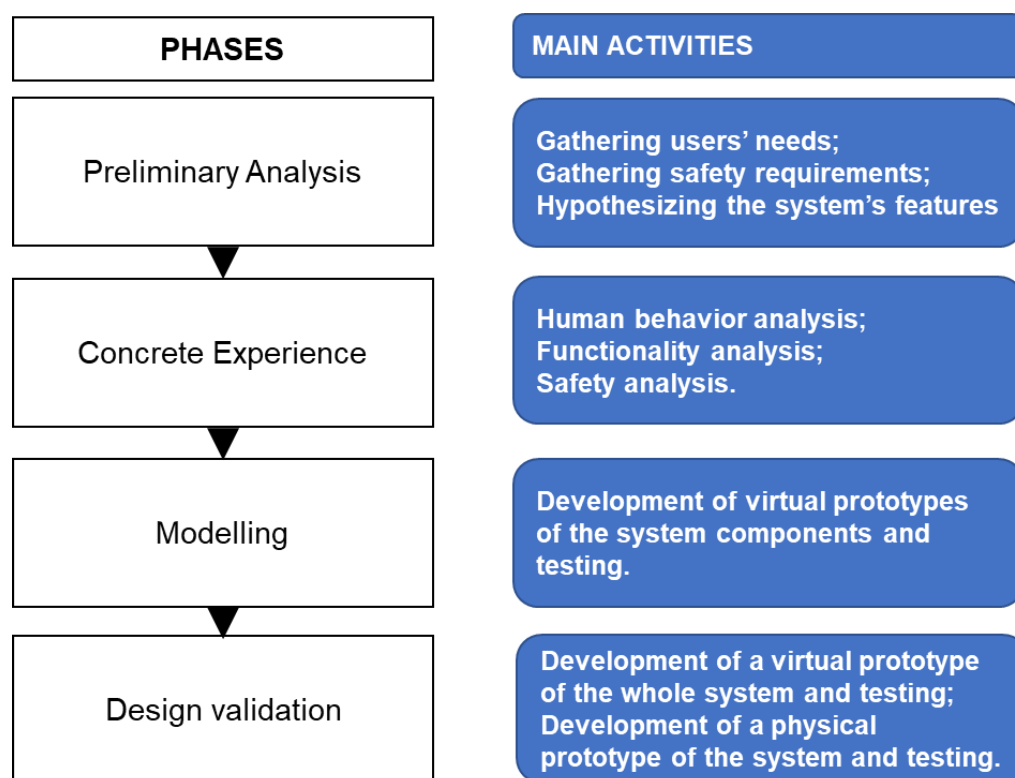 PHASES
MAIN ACTIVITIES
Preliminary Analysis
Gathering users’ needs;
Gathering safety requirements;
Hypothesizing the system’s features
Concrete Experience
Human behavior analysis;
Functionality analysis;
Safety analysis.
Modelling
Development of virtual prototypes
of the system components and
testing.
Design validation
Development of a virtual prototype
of the whole system and testing;
Development of a physical
prototype of the system and testing.